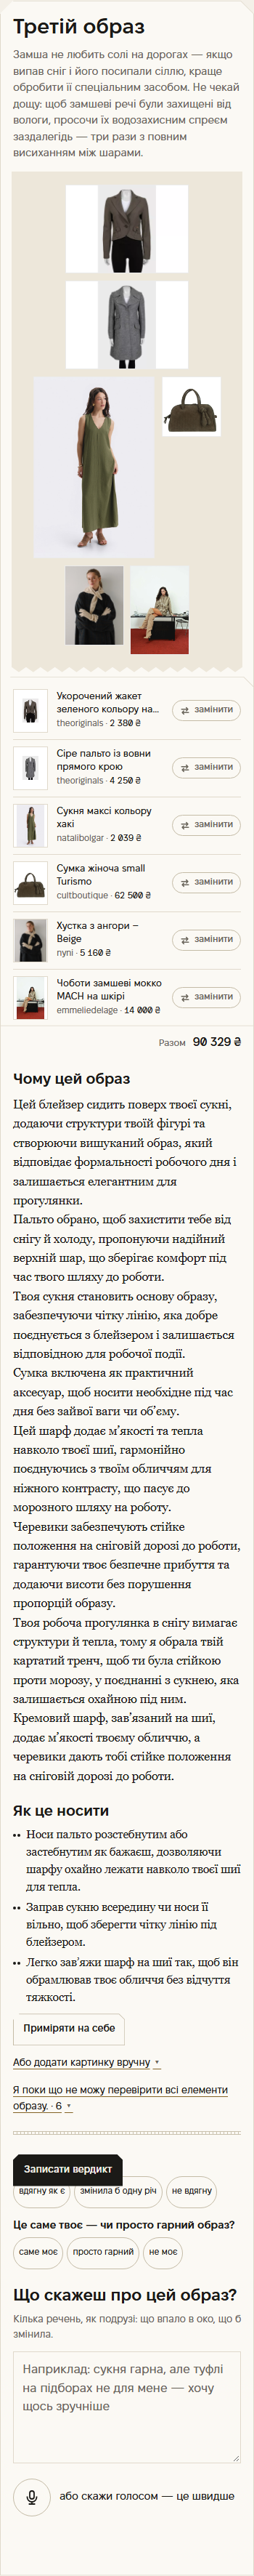 Третій образ
Замша не любить солі на дорогах — якщо
випав сніг і його посипали сіллю, краще
обробити її спеціальним засобом. Не чекай
дощу: щоб замшеві речі були захищені від
вологи, просочи їх водозахисним спреєм
заздалегідь — три рази з повним
висиханням між шарами.
Укорочений жакет
зеленого кольору на...
theoriginals · 2 380 ₴
замінити
Сіре пальто із вовни
прямого крою
theoriginals · 4 250 ₴
замінити
Сукня максі кольору
хакі
natalibolgar · 2 039 ₴
замінити
Сумка жіноча small
Turismo
cultboutique · 62 500 ₴
замінити
Хустка з ангори –
Beige
nyni · 5 160 ₴
замінити
Чоботи замшеві мокко
MACH на шкірі
emmeliedelage · 14 000 ₴
замінити
Разом 90 329 ₴
Чому цей образ
Цей блейзер сидить поверх твоєї сукні,
додаючи структури твоїй фігурі та
створюючи вишуканий образ, який
відповідає формальності робочого дня і
залишається елегантним для
прогулянки.
Пальто обрано, щоб захистити тебе від
снігу й холоду, пропонуючи надійний
верхній шар, що зберігає комфорт під
час твого шляху до роботи.
Твоя сукня становить основу образу,
забезпечуючи чітку лінію, яка добре
поєднується з блейзером і залишається
відповідною для робочої події.
Сумка включена як практичний
аксесуар, щоб носити необхідне під час
дня без зайвої ваги чи об’єму.
Цей шарф додає м’якості та тепла
навколо твоєї шиї, гармонійно
поєднуючись з твоїм обличчям для
ніжного контрасту, що пасує до
морозного шляху на роботу.
Черевики забезпечують стійке
положення на сніговій дорозі до роботи,
гарантуючи твоє безпечне прибуття та
додаючи висоти без порушення
пропорцій образу.
Твоя робоча прогулянка в снігу вимагає
структури й тепла, тому я обрала твій
картатий тренч, щоб ти була стійкою
проти морозу, у поєднанні з сукнею, яка
залишається охайною під ним.
Кремовий шарф, зав’язаний на шиї,
додає м’якості твоєму обличчю, а
черевики дають тобі стійке положення
на сніговій дорозі до роботи.
Як це носити
Носи пальто розстебнутим або
застебнутим як бажаєш, дозволяючи
шарфу охайно лежати навколо твоєї шиї
для тепла.
Заправ сукню всередину чи носи її
вільно, щоб зберегти чітку лінію під
блейзером.
Легко зав'яжи шарф на шиї так, щоб він
обрамлював твоє обличчя без відчуття
тяжкості.
Приміряти на себе
Або додати картинку вручну
Я поки що не можу перевірити всі елементи
образу. · 6
Записати вердикт
вдягну як є
змінила б одну річ
не вдягну
Це саме твоє — чи просто гарний образ?
саме моє
просто гарний
не моє
Що скажеш про цей образ?
Кілька речень, як подрузі: що впало в око, що б
змінила.
Наприклад: сукня гарна, але туфлі
на підборах не для мене — хочу
щось зручніше
або скажи голосом — це швидше